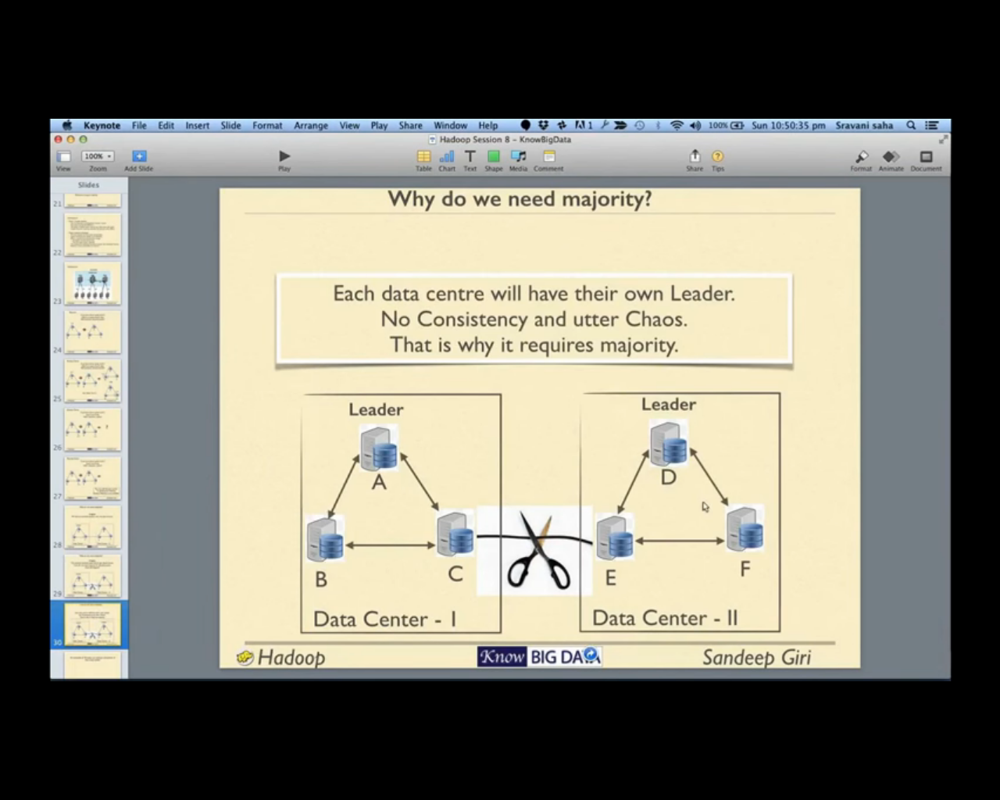 Keynote File Edit Insert Slide Format Arrange View Play Share Window Help 1 100% Sun 10:50:35 pm Sravani saha
Hadoop Session 8 – KnowBigData
100%
View Zoom Add Slide Play Table Chart Text Shape Media Comment Share Tips Format Animate Document
Slides
21
22
23
24
25
26
27
28
29
30
Why do we need majority?
Each data centre will have their own Leader.
No Consistency and utter Chaos.
That is why it requires majority.
Leader
A
B
C
Data Center - I
Leader
D
E
F
Data Center - II
Hadoop
Know BIG DATA
Sandeep Giri